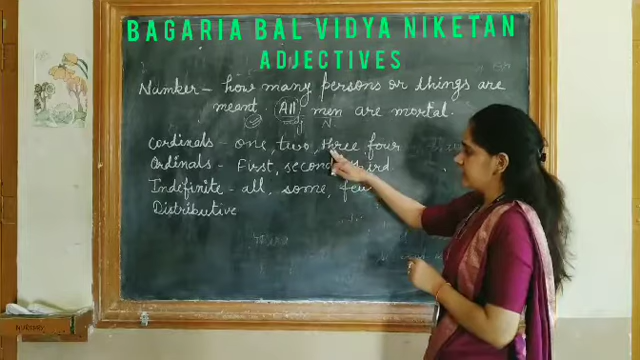 BAGARIA BAL VIDYA NIKETAN
ADJECTIVES
Number - how many persons or things are
meant. All men are mortal.
Adj N.
Cardinals - one, two, three four
Ordinals - First, second, third
Indefinite - all, some, few
Distributive